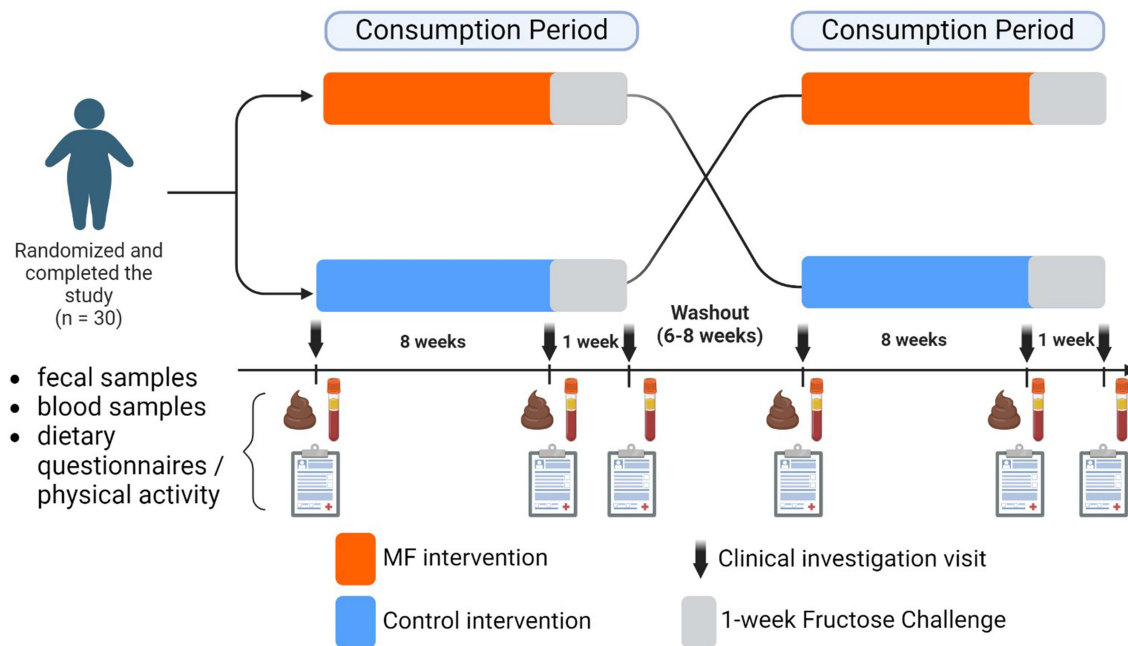 Consumption Period
Consumption Period
Randomized and
completed the
study
(n = 30)
Washout
(6-8 weeks)
8 weeks
1 week
8 weeks
1 week
• fecal samples
• blood samples
• dietary
questionnaires /
physical activity
MF intervention
Clinical investigation visit
Control intervention
1-week Fructose Challenge